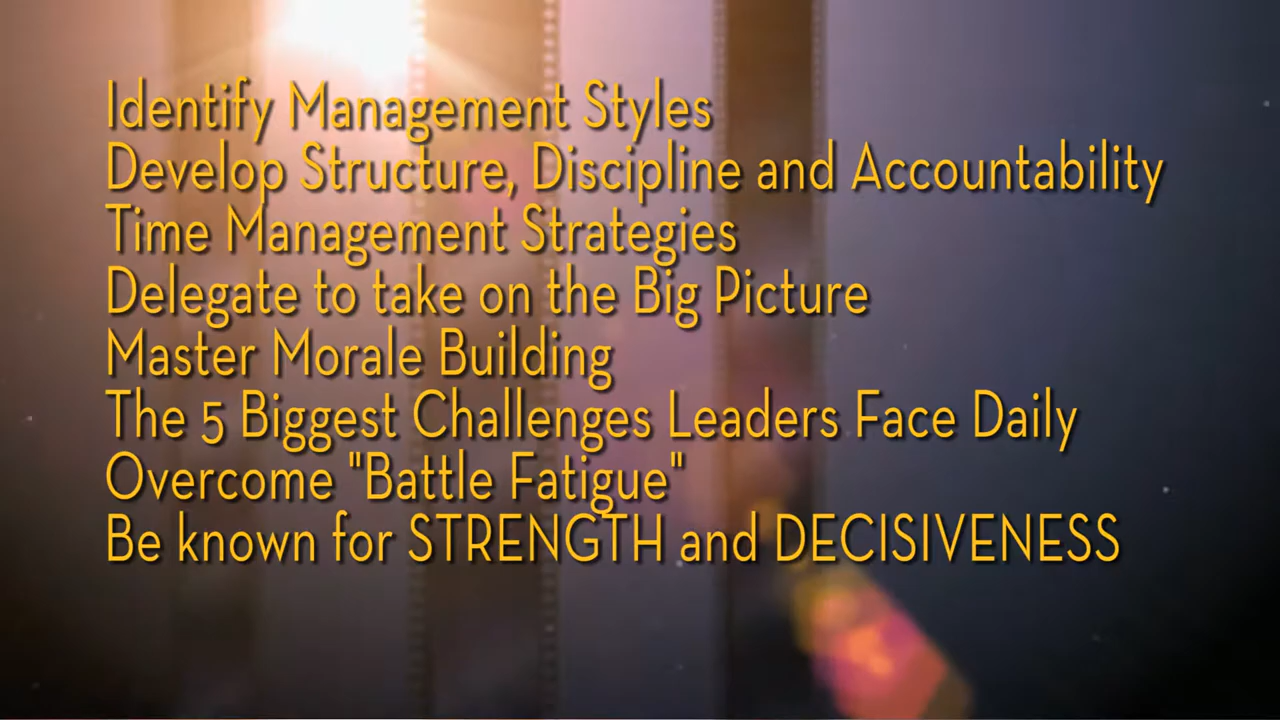 Identify Management Styles
Develop Structure, Discipline and Accountability
Time Management Strategies
Delegate to take on the Big Picture
Master Morale Building
The 5 Biggest Challenges Leaders Face Daily
Overcome "Battle Fatigue"
Be known for STRENGTH and DECISIVENESS